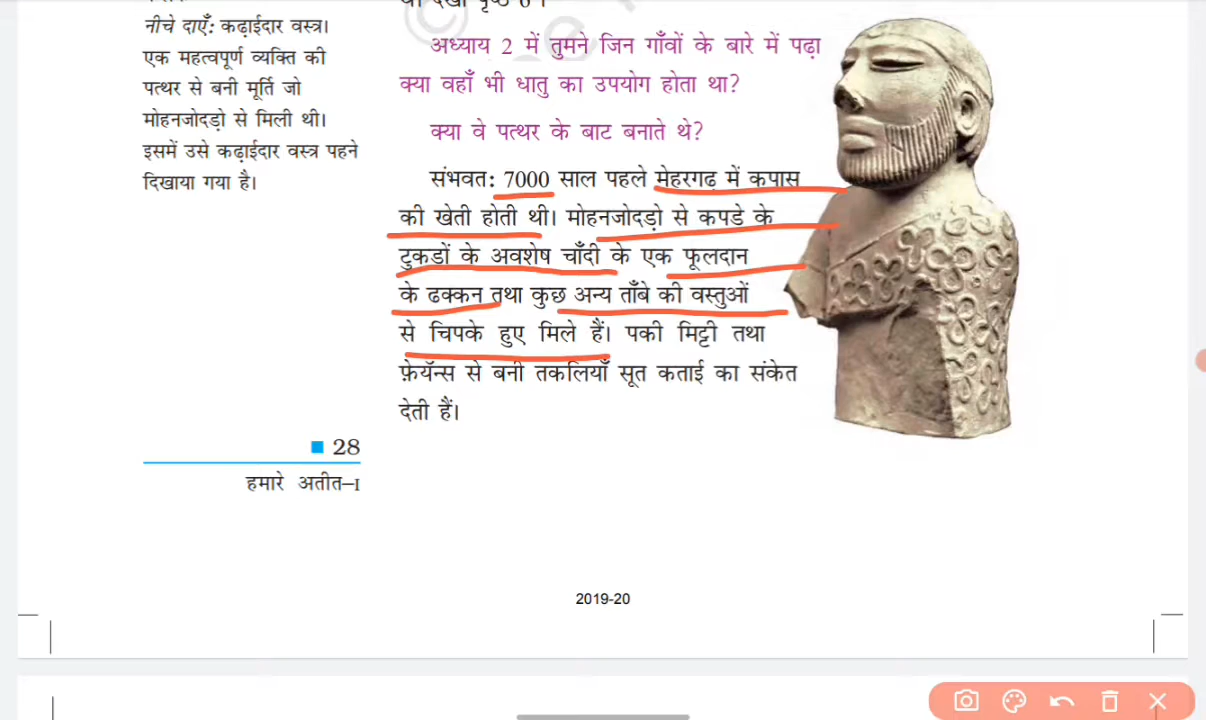 नीचे दाएँ: कढ़ाईदार वस्त्र।
एक महत्वपूर्ण व्यक्ति की
पत्थर से बनी मूर्ति जो
मोहनजोदड़ो से मिली थी।
इसमें उसे कढ़ाईदार वस्त्र पहने
दिखाया गया है।
अध्याय 2 में तुमने जिन गाँवों के बारे में पढ़ा
क्या वहाँ भी धातु का उपयोग होता था?
क्या वे पत्थर के बाट बनाते थे?
संभवत: 7000 साल पहले मेहरगढ़ में कपास
की खेती होती थी। मोहनजोदड़ो से कपडे के
टुकडों के अवशेष चाँदी के एक फूलदान
के ढक्कन तथा कुछ अन्य ताँबे की वस्तुओं
से चिपके हुए मिले हैं। पकी मिट्टी तथा
फ़ेयॅन्स से बनी तकलियाँ सूत कताई का संकेत
देती हैं।
28
हमारे अतीत–I
2019-20